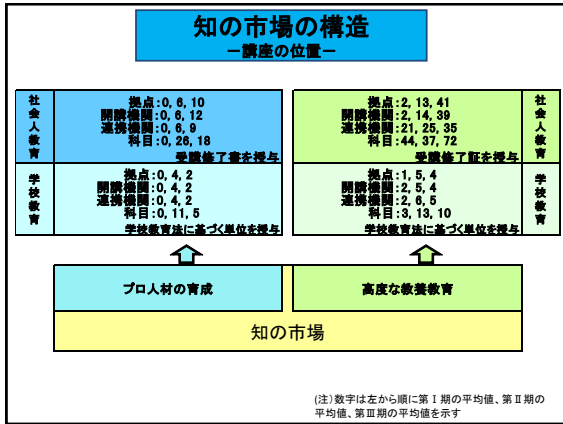 知の市場の構造
－講座の位置－
社会人教育
拠点：0, 6, 10
開講機関：0, 6, 12
連携機関：0, 6, 9
科目：0, 26, 18
受講修了書を授与
拠点：2, 13, 41
開講機関：2, 14, 39
連携機関：21, 25, 35
科目：44, 37, 72
受講修了証を授与
社会人教育
学校教育
拠点：0, 4, 2
開講機関：0, 4, 2
連携機関：0, 4, 2
科目：0, 11, 5
学校教育法に基づく単位を授与
拠点：1, 5, 4
開講機関：2, 5, 4
連携機関：2, 6, 5
科目：3, 13, 10
学校教育法に基づく単位を授与
学校教育
プロ人材の育成
高度な教養教育
知の市場
(注)数字は左から順に第Ⅰ期の平均値、第Ⅱ期の
平均値、第Ⅲ期の平均値を示す